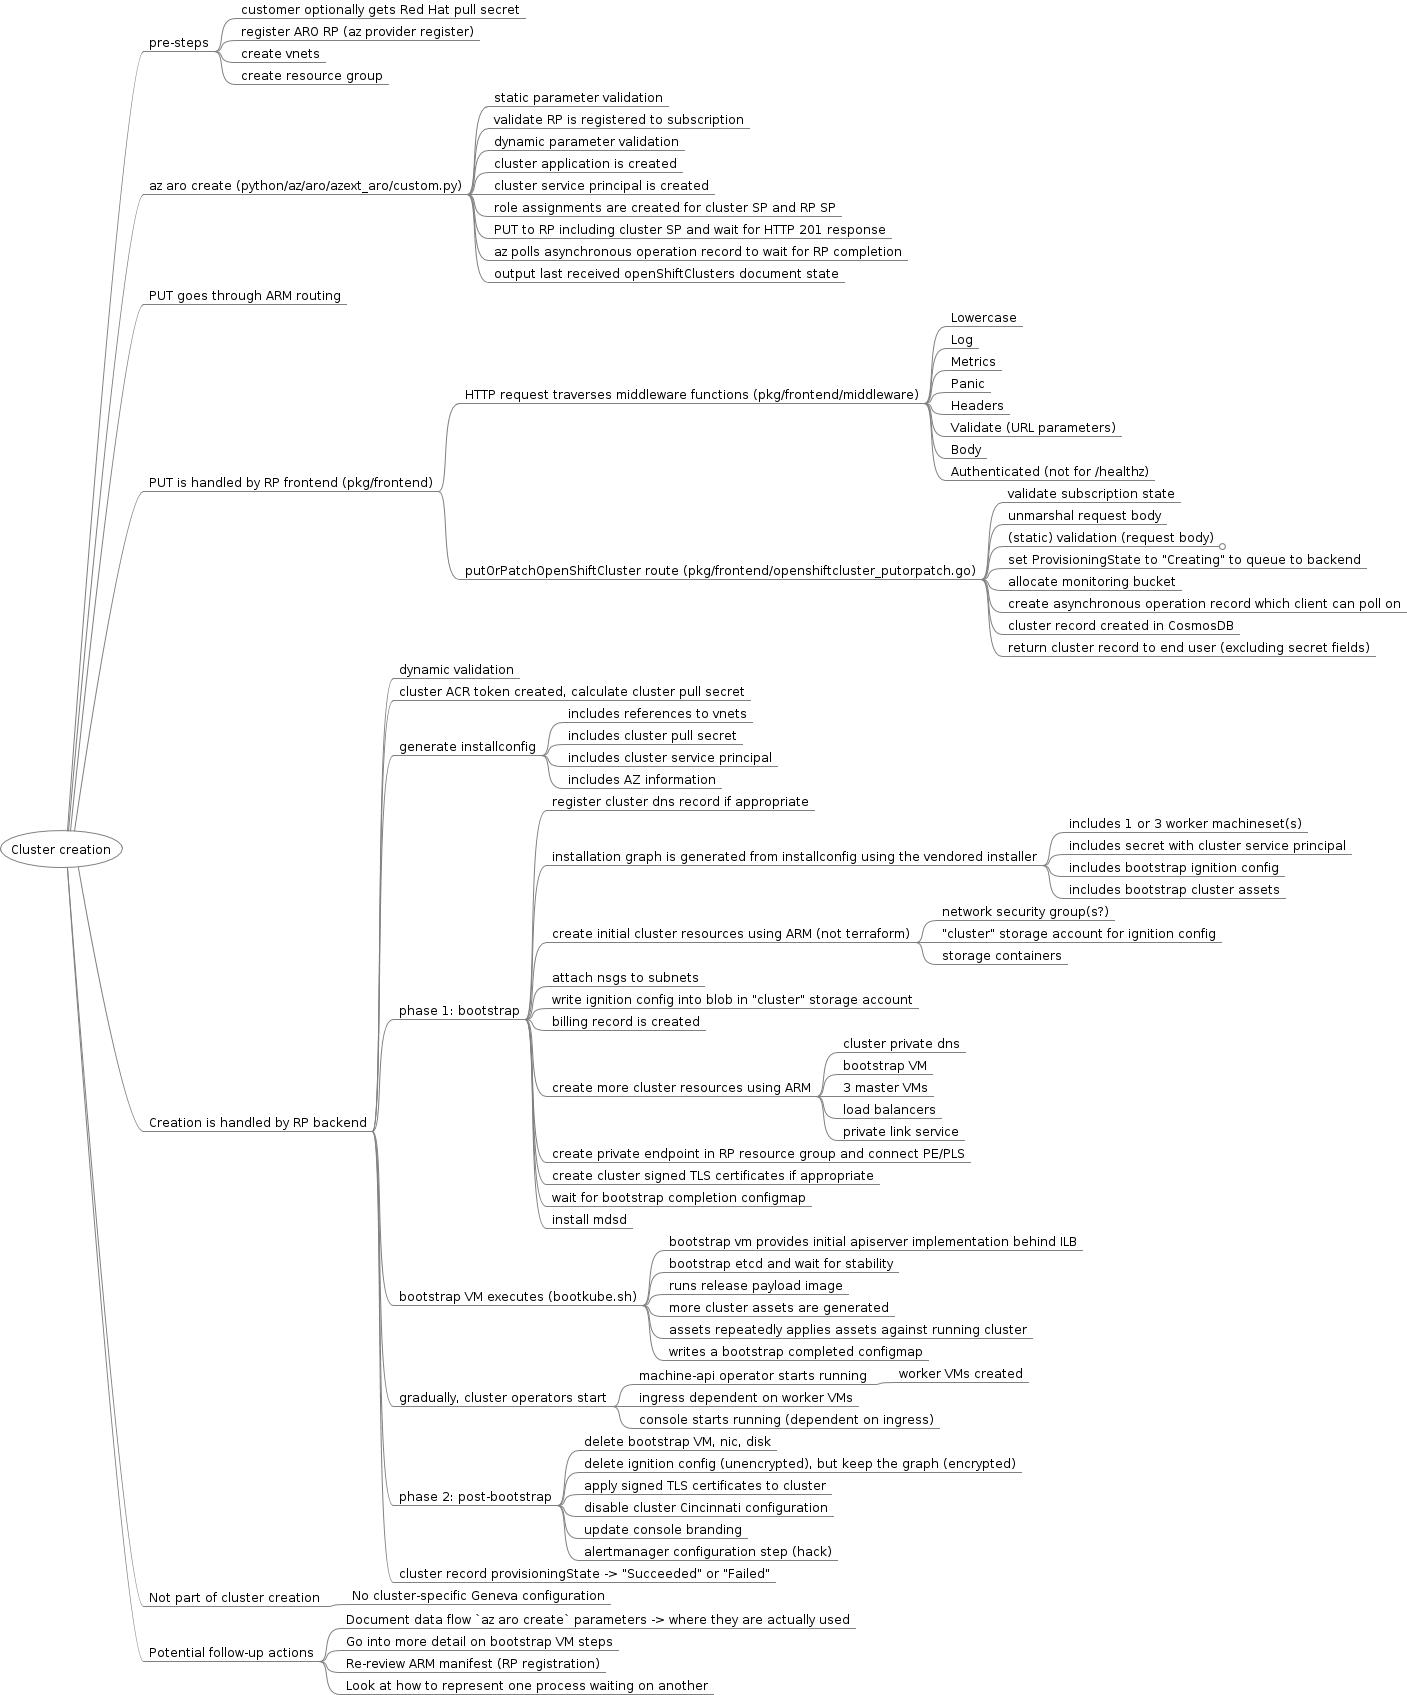 Cluster creation
pre-steps
customer optionally gets Red Hat pull secret
register ARO RP (az provider register)
create vnets
create resource group
az aro create (python/az/aro/azext_aro/custom.py)
static parameter validation
validate RP is registered to subscription
dynamic parameter validation
cluster application is created
cluster service principal is created
role assignments are created for cluster SP and RP SP
PUT to RP including cluster SP and wait for HTTP 201 response
az polls asynchronous operation record to wait for RP completion
output last received openShiftClusters document state
PUT goes through ARM routing
PUT is handled by RP frontend (pkg/frontend)
HTTP request traverses middleware functions (pkg/frontend/middleware)
Lowercase
Log
Metrics
Panic
Headers
Validate (URL parameters)
Body
Authenticated (not for /healthz)
putOrPatchOpenShiftCluster route (pkg/frontend/openshiftcluster_putorpatch.go)
validate subscription state
unmarshal request body
(static) validation (request body)
set ProvisioningState to "Creating" to queue to backend
allocate monitoring bucket
create asynchronous operation record which client can poll on
cluster record created in CosmosDB
return cluster record to end user (excluding secret fields)
Creation is handled by RP backend
dynamic validation
cluster ACR token created, calculate cluster pull secret
generate installconfig
includes references to vnets
includes cluster pull secret
includes cluster service principal
includes AZ information
phase 1: bootstrap
register cluster dns record if appropriate
installation graph is generated from installconfig using the vendored installer
includes 1 or 3 worker machineset(s)
includes secret with cluster service principal
includes bootstrap ignition config
includes bootstrap cluster assets
create initial cluster resources using ARM (not terraform)
network security group(s?)
"cluster" storage account for ignition config
storage containers
attach nsgs to subnets
write ignition config into blob in "cluster" storage account
billing record is created
create more cluster resources using ARM
cluster private dns
bootstrap VM
3 master VMs
load balancers
private link service
create private endpoint in RP resource group and connect PE/PLS
create cluster signed TLS certificates if appropriate
wait for bootstrap completion configmap
install mdsd
bootstrap VM executes (bootkube.sh)
bootstrap vm provides initial apiserver implementation behind ILB
bootstrap etcd and wait for stability
runs release payload image
more cluster assets are generated
assets repeatedly applies assets against running cluster
writes a bootstrap completed configmap
gradually, cluster operators start
machine-api operator starts running
worker VMs created
ingress dependent on worker VMs
console starts running (dependent on ingress)
phase 2: post-bootstrap
delete bootstrap VM, nic, disk
delete ignition config (unencrypted), but keep the graph (encrypted)
apply signed TLS certificates to cluster
disable cluster Cincinnati configuration
update console branding
alertmanager configuration step (hack)
cluster record provisioningState -> "Succeeded" or "Failed"
Not part of cluster creation
No cluster-specific Geneva configuration
Potential follow-up actions
Document data flow `az aro create` parameters -> where they are actually used
Go into more detail on bootstrap VM steps
Re-review ARM manifest (RP registration)
Look at how to represent one process waiting on another